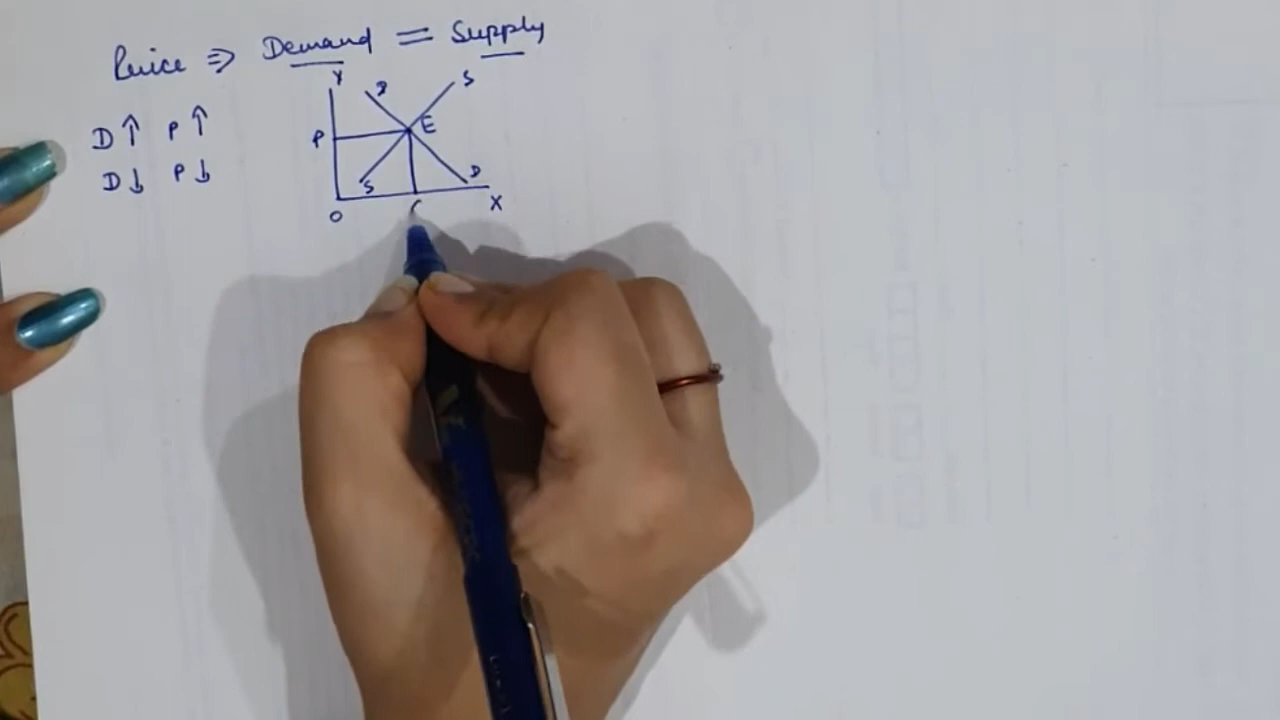 Price ⇒ Demand = Supply
D↑ P↑
D↓ P↓
Y
D S
P E
S D
O X